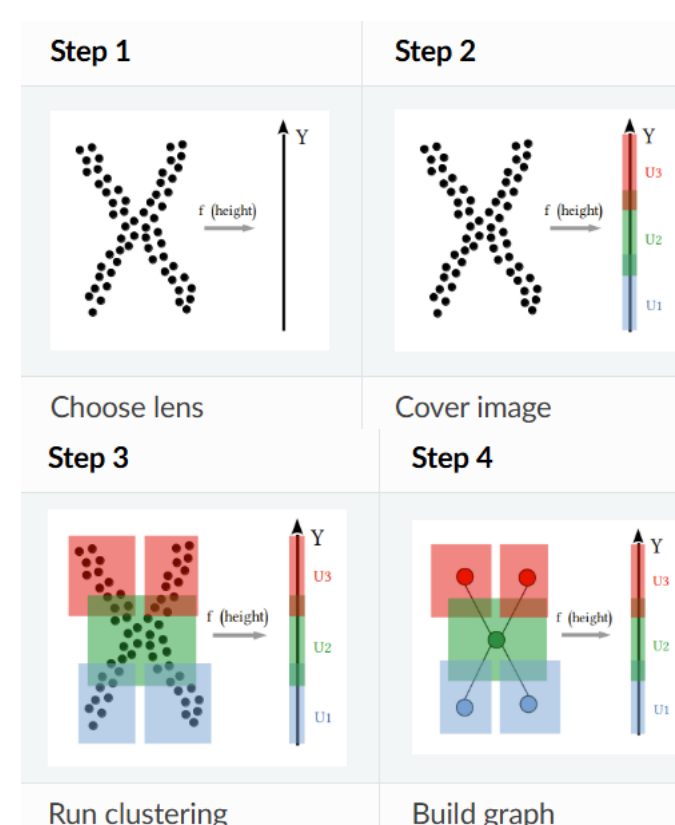 Step 1
Step 2
Y
f (height)
Y
U3
f (height)
U2
U1
Choose lens
Cover image
Step 3
Step 4
Y
U3
f (height)
U2
U1
Y
U3
f (height)
U2
U1
Run clustering
Build graph